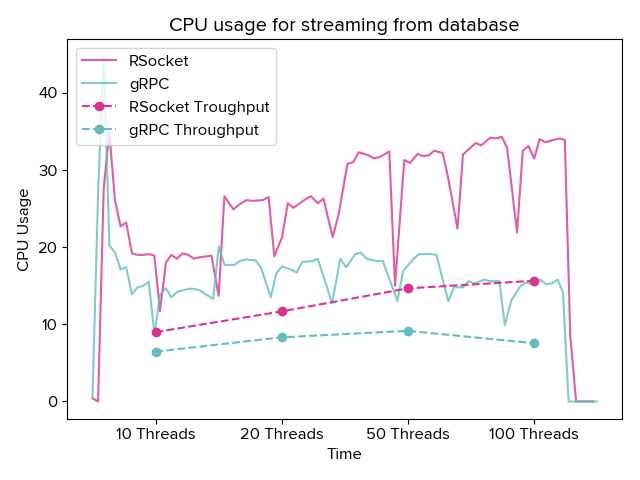 CPU usage for streaming from database
RSocket
gRPC
RSocket Troughput
gRPC Throughput
CPU Usage
40
30
20
10
0
10 Threads
20 Threads
50 Threads
100 Threads
Time